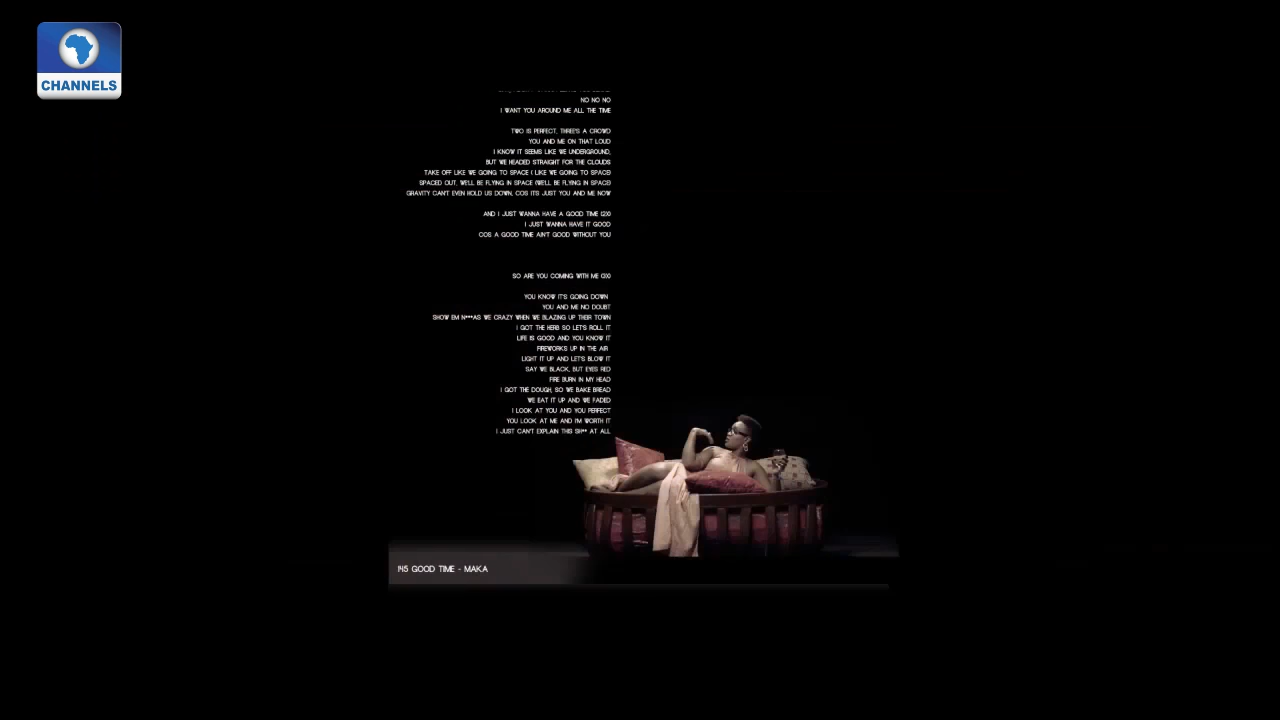 CHANNELS
NO NO NO
I WANT YOU AROUND ME ALL THE TIME
TWO IS PERFECT, THREE'S A CROWD
YOU AND ME ON THAT LOUD
I KNOW IT SEEMS LIKE WE UNDERGROUND,
BUT WE HEADED STRAIGHT FOR THE CLOUDS
TAKE OFF LIKE WE GOING TO SPACE ( LIKE WE GOING TO SPACE)
SPACED OUT, WE'LL BE FLYING IN SPACE (WE'LL BE FLYING IN SPACE)
GRAVITY CAN'T EVEN HOLD US DOWN, COS IT'S JUST YOU AND ME NOW
AND I JUST WANNA HAVE A GOOD TIME (2X)
I JUST WANNA HAVE IT GOOD
COS A GOOD TIME AIN'T GOOD WITHOUT YOU
SO ARE YOU COMING WITH ME
YOU KNOW IT'S GOING DOWN
YOU AND ME NO DOUBT
SHOW EM N***AS WE CRAZY WHEN WE BLAZING UP THEIR TOWN
I GOT THE HERB SO LET'S ROLL IT
LIFE IS GOOD AND YOU KNOW IT
FIREWORKS UP IN THE AIR
LIGHT IT UP AND LET'S BLOW IT
SAY WE BLACK, BUT EYES RED
FIRE BURN IN MY HEAD
I GOT THE DOUGH, SO WE BAKE BREAD
WE EAT IT UP AND WE FADED
I LOOK AT YOU AND YOU PERFECT
YOU LOOK AT ME AND I'M WORTH IT
I JUST CAN'T EXPLAIN THIS SH** AT ALL
GOOD TIME - MAKA